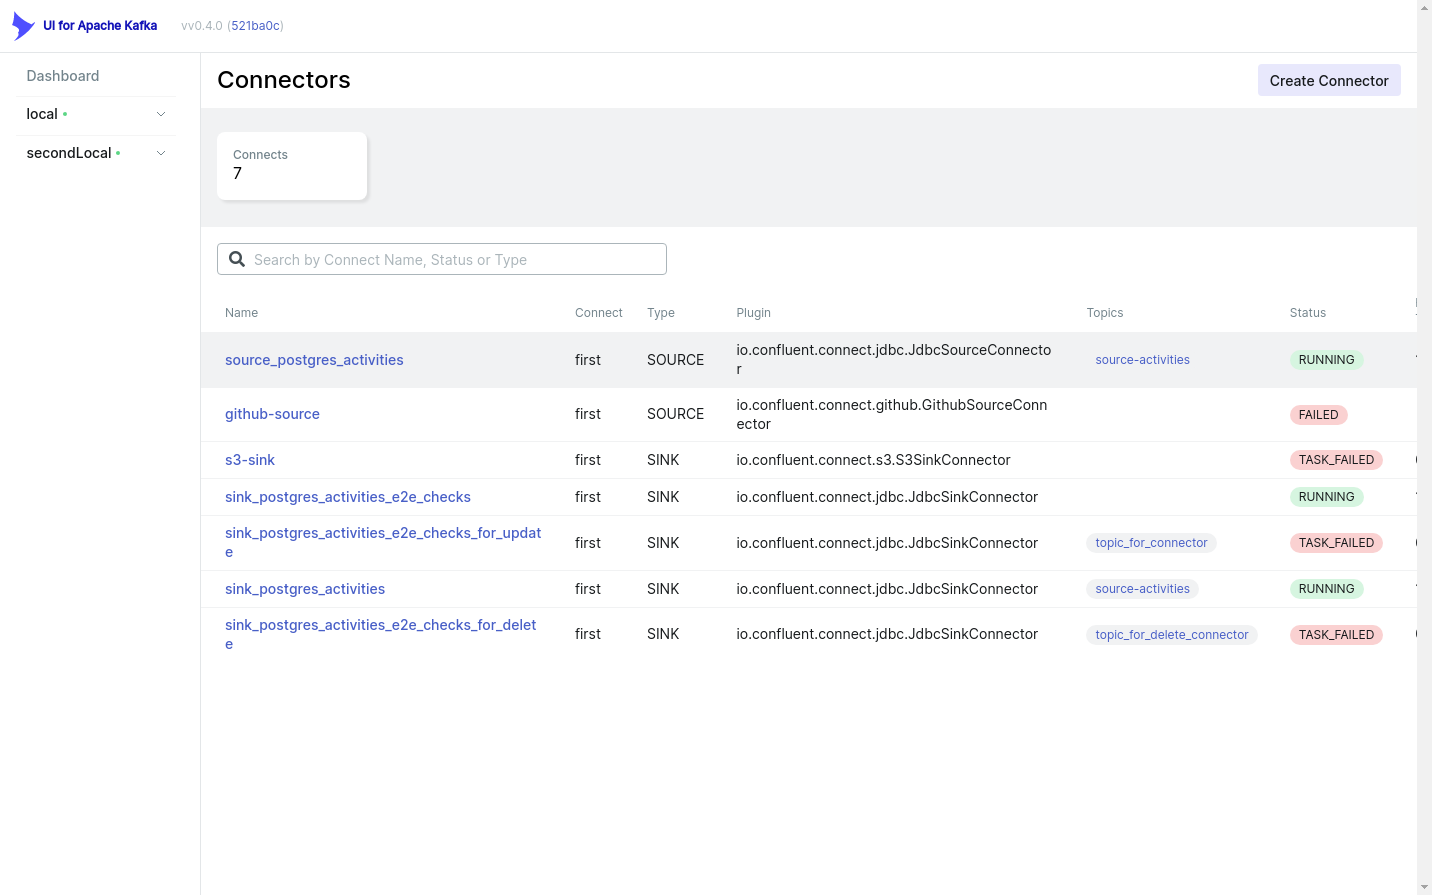 UI for Apache Kafka
vv0.4.0 (521ba0c)
Dashboard
local
secondLocal
Connectors
Create Connector
Connects
7
Search by Connect Name, Status or Type
Name Connect Type Plugin Topics Status
source_postgres_activities first SOURCE io.confluent.connect.jdbc.JdbcSourceConnecto
r source-activities RUNNING
github-source first SOURCE io.confluent.connect.github.GithubSourceConn
ector FAILED
s3-sink first SINK io.confluent.connect.s3.S3SinkConnector TASK_FAILED
sink_postgres_activities_e2e_checks first SINK io.confluent.connect.jdbc.JdbcSinkConnector RUNNING
sink_postgres_activities_e2e_checks_for_updat
e first SINK io.confluent.connect.jdbc.JdbcSinkConnector topic_for_connector TASK_FAILED
sink_postgres_activities first SINK io.confluent.connect.jdbc.JdbcSinkConnector source-activities RUNNING
sink_postgres_activities_e2e_checks_for_delet
e first SINK io.confluent.connect.jdbc.JdbcSinkConnector topic_for_delete_connector TASK_FAILED